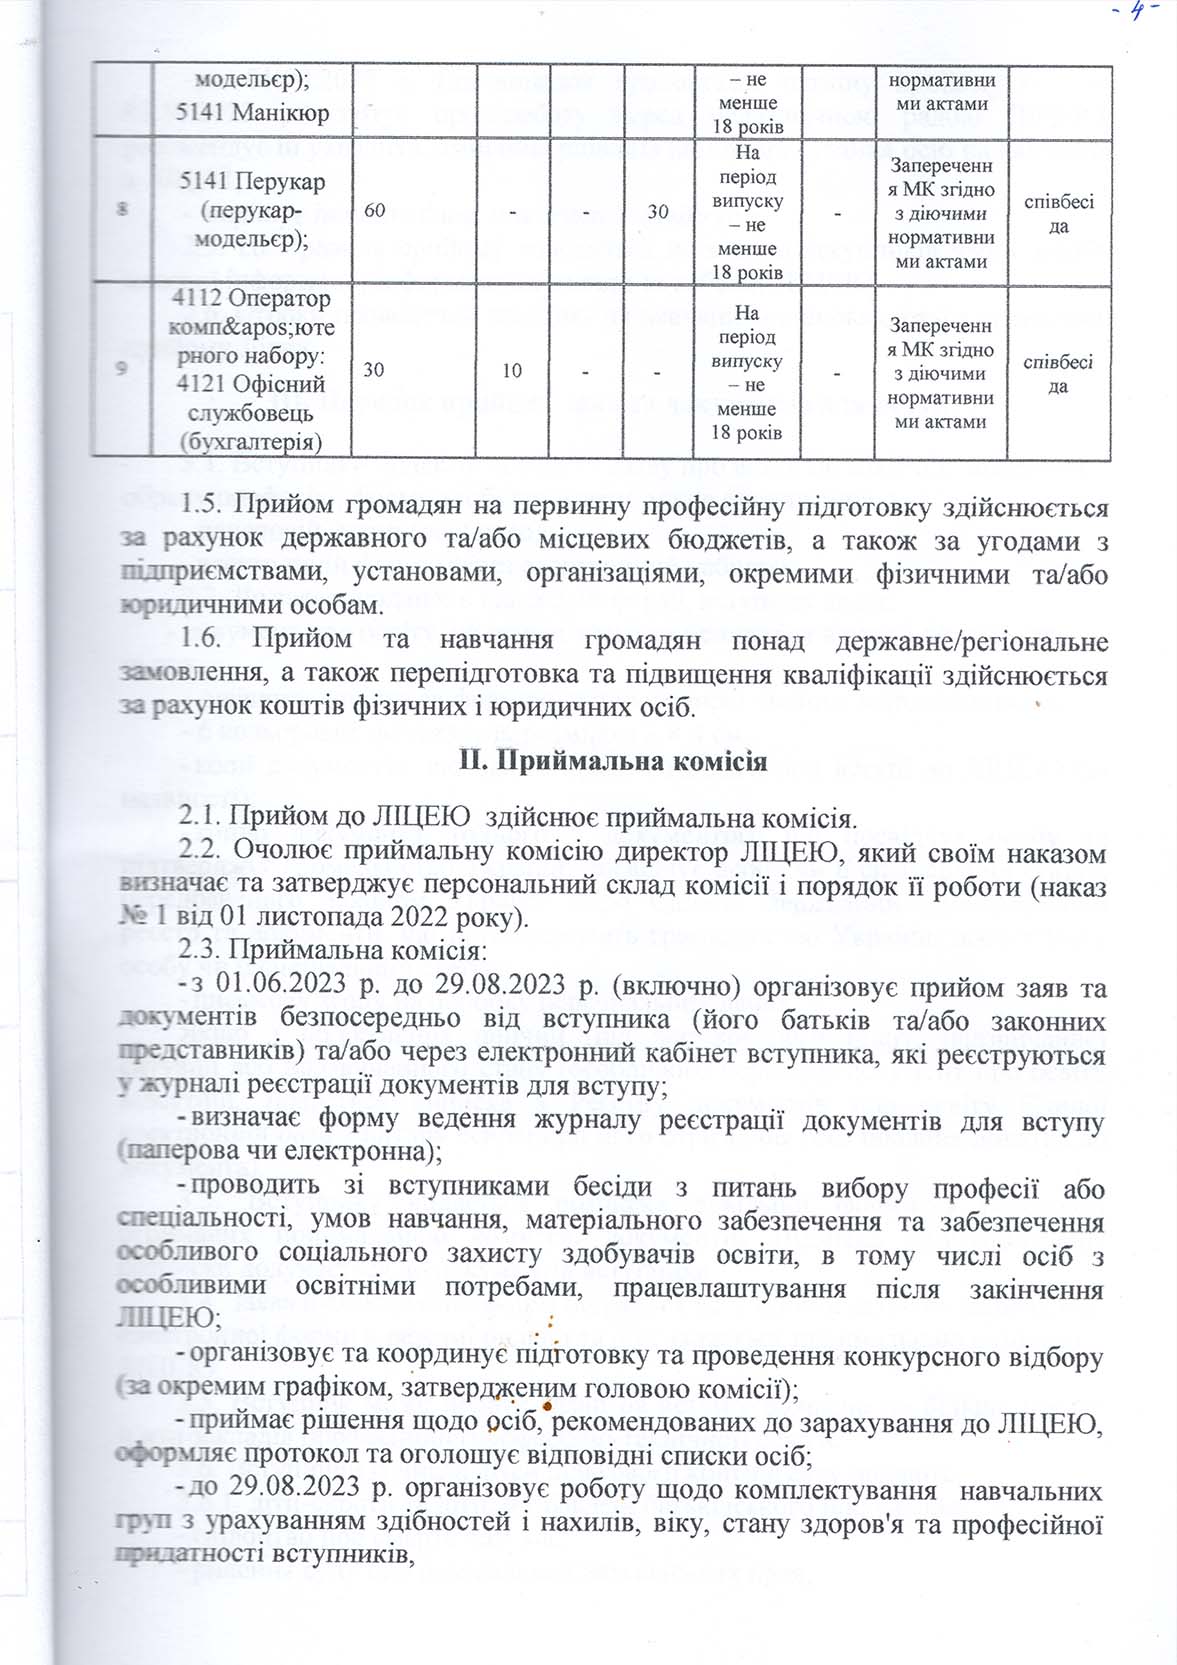 - 4 -
модельєр);
5141 Манікюр
– не
менше
18 років
нормативни
ми актами
8
5141 Перукар
(перукар-
модельєр);
60
-
-
30
На
період
випуску
– не
менше
18 років
-
Запереченн
я МК згідно
з діючими
нормативни
ми актами
співбесі
да
9
4112 Оператор
комп&apos;юте
рного набору:
4121 Офісний
службовець
(бухгалтерія)
30
10
-
-
На
період
випуску
– не
менше
18 років
-
Запереченн
я МК згідно
з діючими
нормативни
ми актами
співбесі
да
1.5. Прийом громадян на первинну професійну підготовку здійснюється
за рахунок державного та/або місцевих бюджетів, а також за угодами з
підприємствами, установами, організаціями, окремими фізичними та/або
юридичними особам.
1.6. Прийом та навчання громадян понад державне/регіональне
замовлення, а також перепідготовка та підвищення кваліфікації здійснюється
за рахунок коштів фізичних і юридичних осіб.
II. Приймальна комісія
2.1. Прийом до ЛІЦЕЮ здійснює приймальна комісія.
2.2. Очолює приймальну комісію директор ЛІЦЕЮ, який своїм наказом
визначає та затверджує персональний склад комісії і порядок її роботи (наказ
№ 1 від 01 листопада 2022 року).
2.3. Приймальна комісія:
-з 01.06.2023 р. до 29.08.2023 р. (включно) організовує прийом заяв та
документів безпосередньо від вступника (його батьків та/або законних
представників) та/або через електронний кабінет вступника, які реєструються
у журналі реєстрації документів для вступу;
-визначає форму ведення журналу реєстрації документів для вступу
(паперова чи електронна);
-проводить зі вступниками бесіди з питань вибору професії або
спеціальності, умов навчання, матеріального забезпечення та забезпечення
особливого соціального захисту здобувачів освіти, в тому числі осіб з
особливими освітніми потребами, працевлаштування після закінчення
ЛІЦЕЮ;
-організовує та координує підготовку та проведення конкурсного відбору
(за окремим графіком, затвердженим головою комісії);
-приймає рішення щодо осіб, рекомендованих до зарахування до ЛІЦЕЮ,
оформляє протокол та оголошує відповідні списки осіб;
-до 29.08.2023 р. організовує роботу щодо комплектування навчальних
груп з урахуванням здібностей і нахилів, віку, стану здоров'я та професійної
придатності вступників,